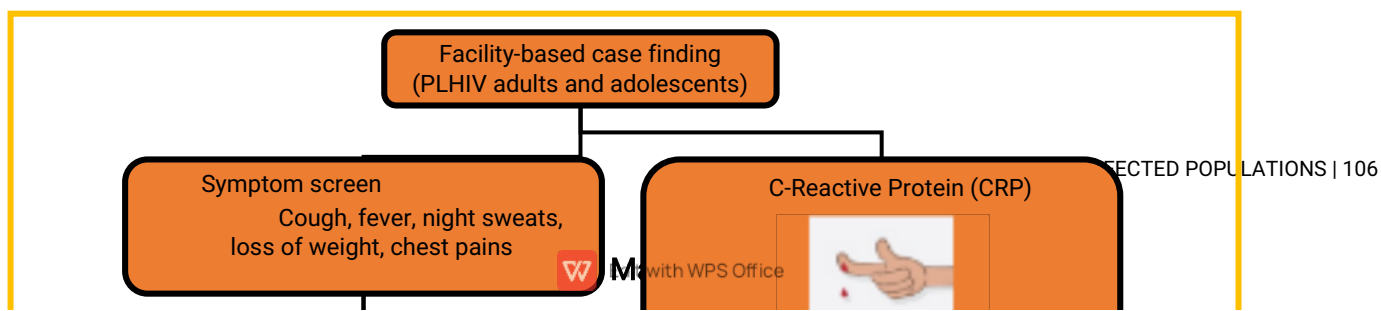 Facility-based case finding
(PLHIV adults and adolescents)
FECTED POPULATIONS | 106
Symptom screen
Cough, fever, night sweats,
loss of weight, chest pains
C-Reactive Protein (CRP)
with WPS Office